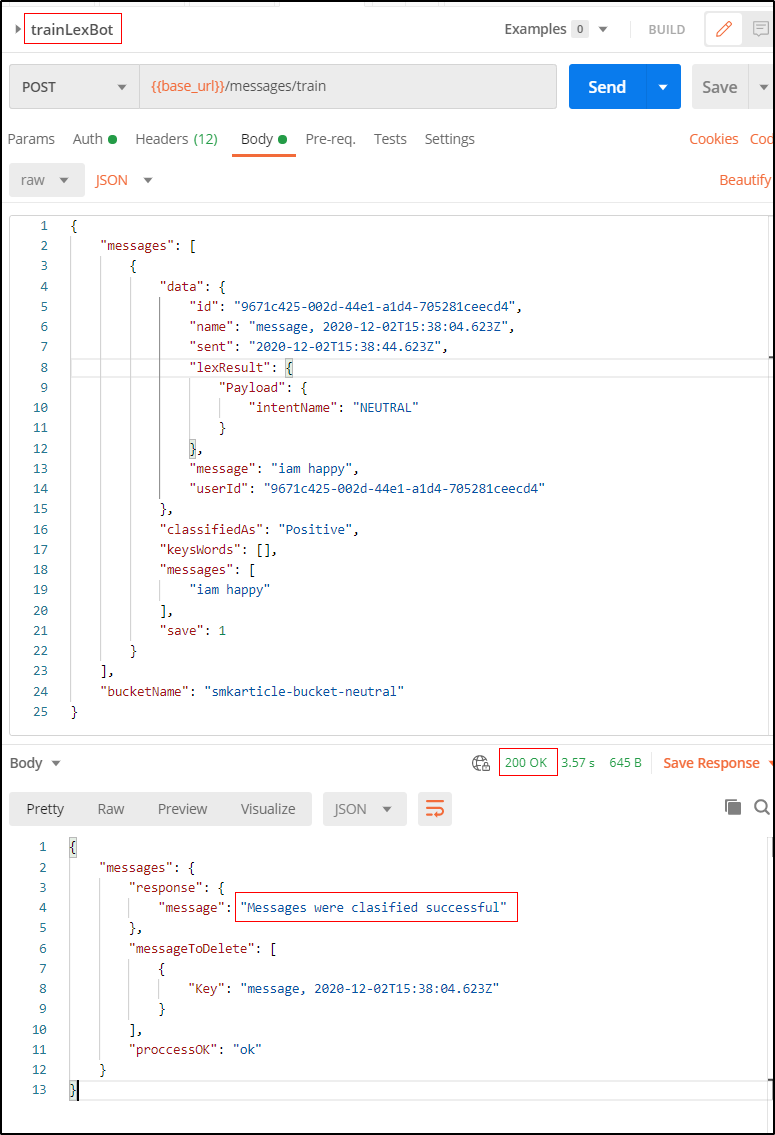 trainLexBot Examples 0 BUILD
POST {{base_url}}/messages/train Send Save
Params Auth Headers (12) Body Pre-req. Tests Settings Cookies
raw JSON Beautify
1 {
2 "messages": [
3 {
4 "data": {
5 "id": "9671c425-002d-44e1-a1d4-705281ceecd4",
6 "name": "message, 2020-12-02T15:38:04.623Z",
7 "sent": "2020-12-02T15:38:44.623Z",
8 "lexResult": {
9 "Payload": {
10 "intentName": "NEUTRAL"
11 }
12 },
13 "message": "iam happy",
14 "userId": "9671c425-002d-44e1-a1d4-705281ceecd4"
15 },
16 "classifiedAs": "Positive",
17 "keysWords": [],
18 "messages": [
19 "iam happy"
20 ],
21 "save": 1
22 }
23 ],
24 "bucketName": "smkarticle-bucket-neutral"
25 }
Body 200 OK 3.57 s 645 B Save Response
Pretty Raw Preview Visualize JSON
1 {
2 "messages": {
3 "response": {
4 "message": "Messages were clasified successful"
5 },
6 "messageToDelete": [
7 {
8 "Key": "message, 2020-12-02T15:38:04.623Z"
9 }
10 ],
11 "proccessOK": "ok"
12 }
13 }